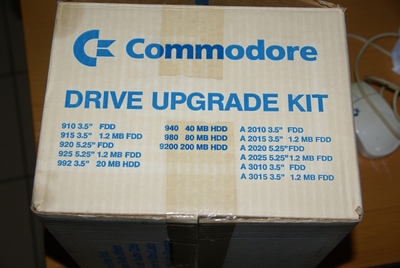 Commodore
DRIVE UPGRADE KIT
910 3.5" FDD
915 3.5" 1.2 MB FDD
920 5.25" FDD
925 5.25" 1.2 MB FDD
992 3.5" 20 MB HDD
940 40 MB HDD
980 80 MB HDD
9200 200 MB HDD
A 2010 3.5" FDD
A 2015 3.5" 1.2 MB FDD
A 2020 5.25" FDD
A 2025 5.25" 1.2 MB FDD
A 3010 3.5" FDD
A 3015 3.5" 1.2 MB FDD